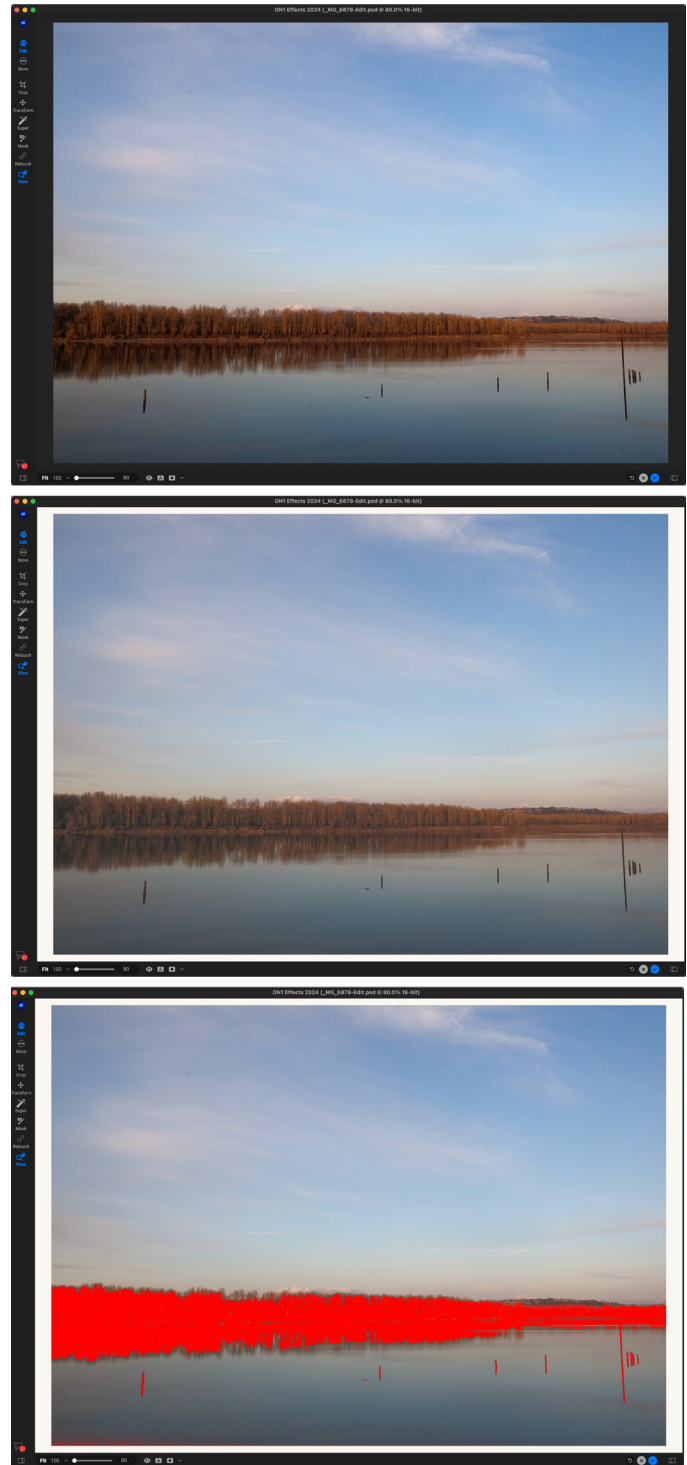 ON1 Effects 2024 (_MG_6878-Edit.psd @ 80.0% 16-bit)
Edit
More
Crop
Transform
Super
Mask
Retouch
View
Fit 100 80
ON1 Effects 2024 (_MG_6878-Edit.psd @ 80.0% 16-bit)
Edit
More
Crop
Transform
Super
Mask
Retouch
View
Fit 100 80
ON1 Effects 2024 (_MG_6878-Edit.psd @ 80.0% 16-bit)
Edit
More
Crop
Transform
Super
Mask
Retouch
View
Fit 100 80